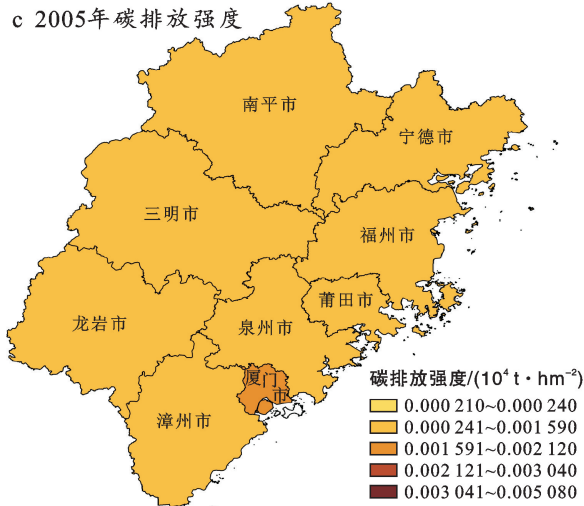 c 2005年碳排放强度
南平市
宁德市
三明市
福州市
莆田市
龙岩市
泉州市
厦门市
漳州市
碳排放强度/(10⁴ t·hm⁻²)
0.000 210~0.000 240
0.000 241~0.001 590
0.001 591~0.002 120
0.002 121~0.003 040
0.003 041~0.005 080